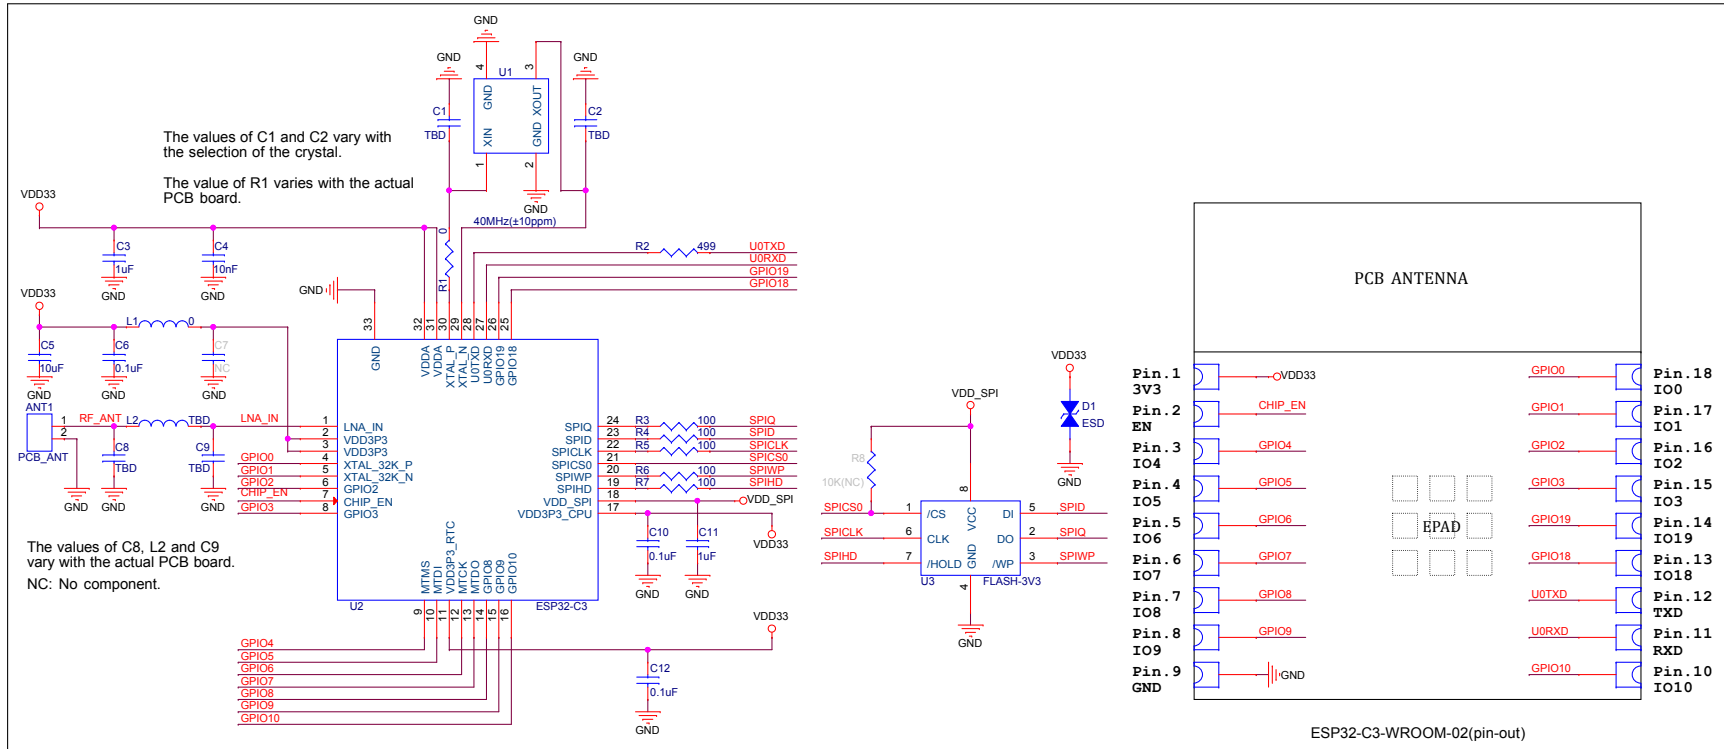 GND
GND
4
3
U1
GND
GND
XOUT
XIN
GND
1
2
C1
TBD
C2
TBD
GND
The values of C1 and C2 vary with
the selection of the crystal.
The value of R1 varies with the actual
PCB board.
VDD33
40MHz(±10ppm)
C3
1uF
GND
C4
10nF
GND
R1
0
R2
499
U0TXD
U0RXD
GPIO19
GPIO18
GND
VDD33
L1
0
C5
10uF
GND
C6
0.1uF
GND
C7
NC
GND
33
32
31
30
29
28
27
26
25
GND
VDDA
VDDA
XTAL_P
XTAL_N
U0TXD
U0RXD
GPIO19
GPIO18
ANT1
1
2
PCB_ANT
RF_ANT
L2
TBD
LNA_IN
C8
TBD
GND
GND
C9
TBD
GND
GPIO0
GPIO1
GPIO2
CHIP_EN
GPIO3
1 LNA_IN
2 VDD3P3
3 VDD3P3
4 XTAL_32K_P
5 XTAL_32K_N
6 GPIO2
7 CHIP_EN
8 GPIO3
SPIQ 24 R3 100 SPIQ
SPID 23 R4 100 SPID
SPICLK 22 R5 100 SPICLK
SPICS0 21 SPICS0
SPIWP 20 R6 100 SPIWP
SPIHD 19 R7 100 SPIHD
VDD_SPI 18 VDD_SPI
VDD3P3_CPU 17
C10
0.1uF
GND
C11
1uF
GND
VDD33
The values of C8, L2 and C9
vary with the actual PCB board.
NC: No component.
MTMS
MTDI
VDD3P3_RTC
MTCK
MTDO
GPIO8
GPIO9
GPIO10
U2
ESP32-C3
9
10
11
12
13
14
15
16
GPIO4
GPIO5
GPIO6
GPIO7
GPIO8
GPIO9
GPIO10
VDD33
C12
0.1uF
GND
VDD33
D1
ESD
GND
VDD_SPI
R8
10K(NC)
8
SPICS0 1 /CS
SPICLK 6 CLK
SPIHD 7 /HOLD
VCC
GND
DI 5 SPID
DO 2 SPIQ
/WP 3 SPIWP
U3
4
FLASH-3V3
GND
PCB ANTENNA
Pin.1
3V3
VDD33
Pin.2
EN
CHIP_EN
Pin.3
IO4
GPIO4
Pin.4
IO5
GPIO5
Pin.5
IO6
GPIO6
Pin.6
IO7
GPIO7
Pin.7
IO8
GPIO8
Pin.8
IO9
GPIO9
Pin.9
GND
GND
EPAD
GPIO0
Pin.18
IO0
GPIO1
Pin.17
IO1
GPIO2
Pin.16
IO2
GPIO3
Pin.15
IO3
GPIO19
Pin.14
IO19
GPIO18
Pin.13
IO18
U0TXD
Pin.12
TXD
U0RXD
Pin.11
RXD
GPIO10
Pin.10
IO10
ESP32-C3-WROOM-02(pin-out)